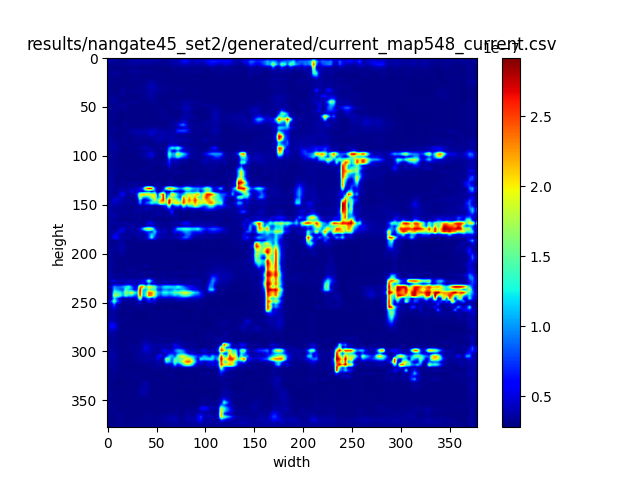 results/nangate45_set2/generated/current_map548_current.csv
1e−7
0
50
100
150
200
250
300
350
height
0 50 100 150 200 250 300 350
width
2.5
2.0
1.5
1.0
0.5